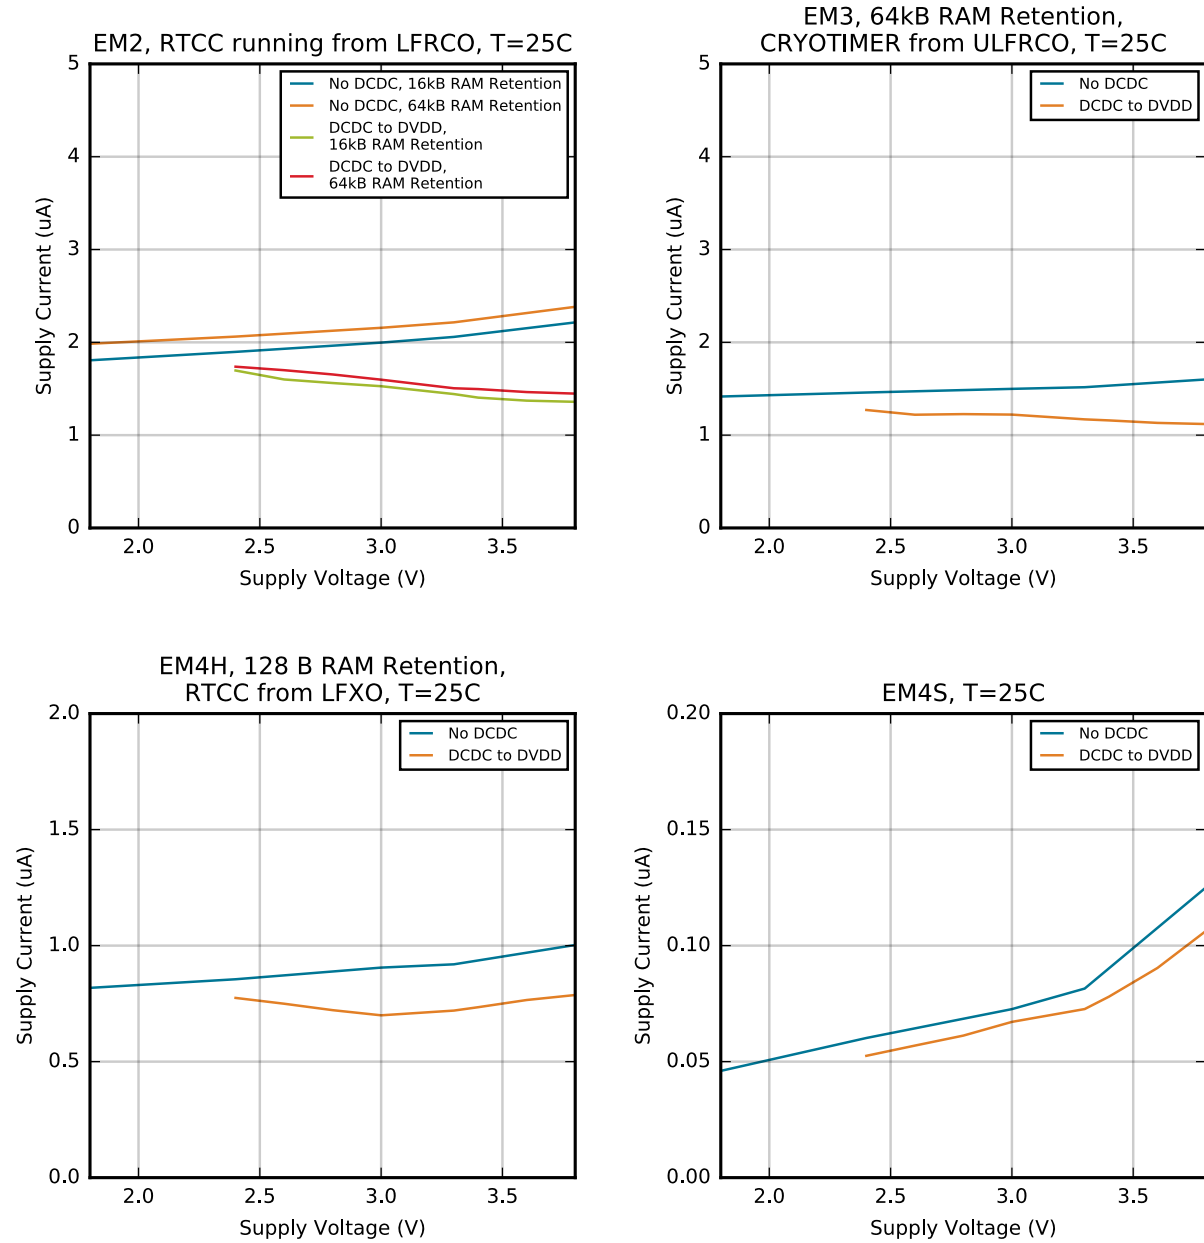 EM2, RTCC running from LFRCO, T=25C
5
4
3
2
1
0
Supply Current (uA)
No DCDC, 16kB RAM Retention
No DCDC, 64kB RAM Retention
DCDC to DVDD,
16kB RAM Retention
DCDC to DVDD,
64kB RAM Retention
2.0 2.5 3.0 3.5
Supply Voltage (V)
EM3, 64kB RAM Retention,
CRYOTIMER from ULFRCO, T=25C
5
4
3
2
1
0
Supply Current (uA)
No DCDC
DCDC to DVDD
2.0 2.5 3.0 3.5
Supply Voltage (V)
EM4H, 128 B RAM Retention,
RTCC from LFXO, T=25C
2.0
1.5
1.0
0.5
0.0
Supply Current (uA)
No DCDC
DCDC to DVDD
2.0 2.5 3.0 3.5
Supply Voltage (V)
EM4S, T=25C
0.20
0.15
0.10
0.05
0.00
Supply Current (uA)
No DCDC
DCDC to DVDD
2.0 2.5 3.0 3.5
Supply Voltage (V)